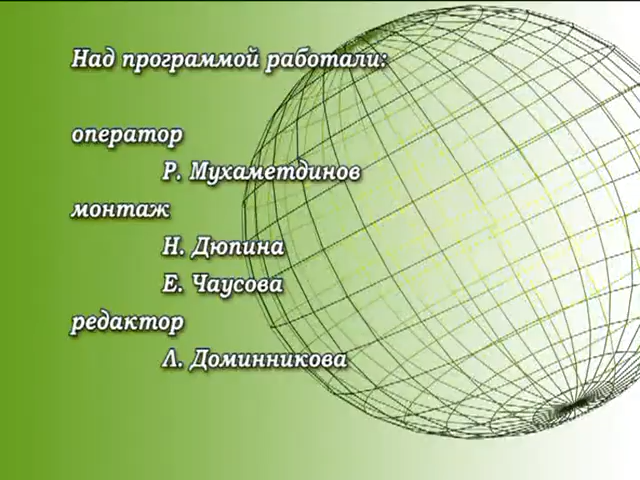 Над программой работали:
оператор
Р. Мухаметдинов
монтаж
Н. Дюпина
Е. Чаусова
редактор
Л. Доминникова